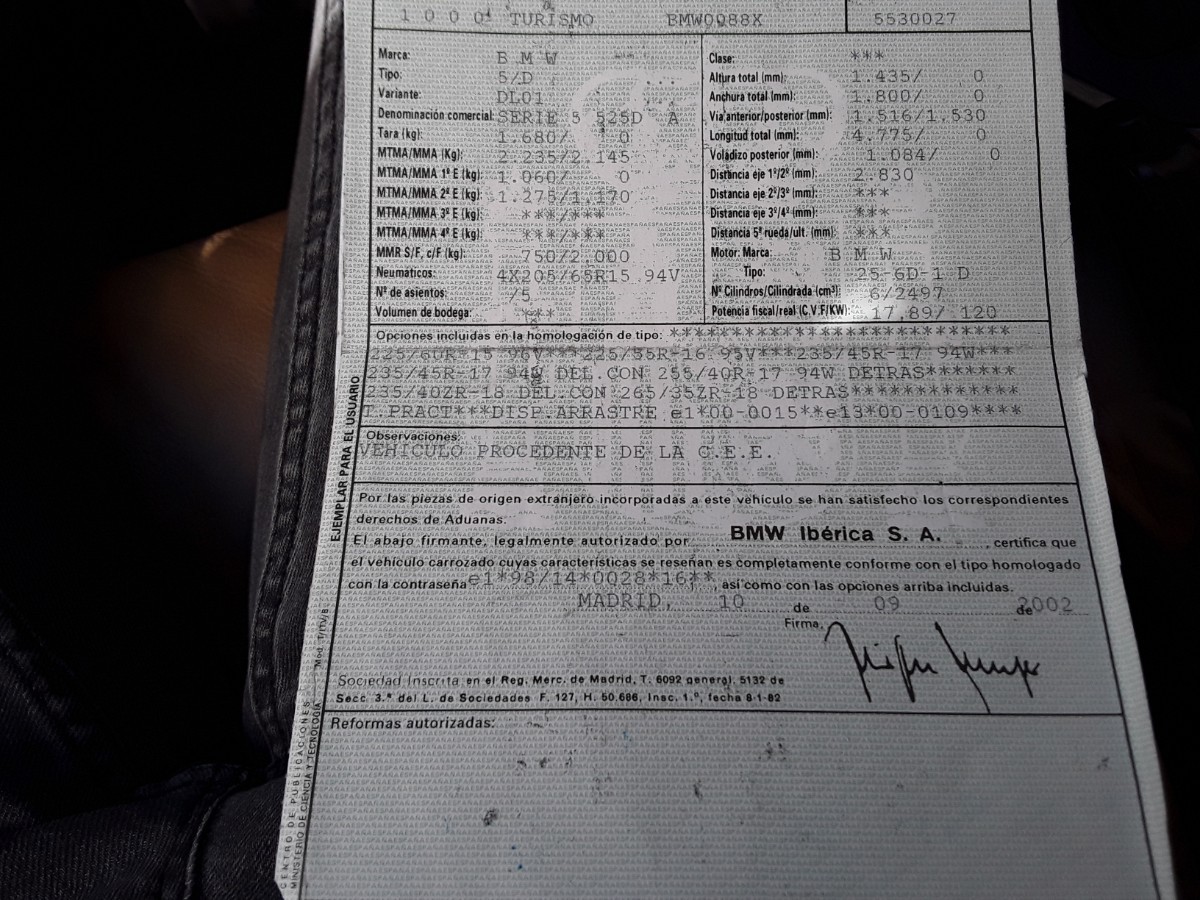 1000 TURISMO BMW0088X 5530027
Marca: B M W
Tipo: 5/D
Variante: DL01
Denominación comercial: SERIE 5 525D A
Tara (kg): 1.680/ 0
MTMA/MMA (Kg): 2.235/2.145
MTMA/MMA 1º E (kg): 1.060/ 0
MTMA/MMA 2º E (kg): 1.275/1.170
MTMA/MMA 3º E (kg): ***/***
MTMA/MMA 4º E (kg): ***/***
MMR S/F, c/F (kg): 750/2.000
Neumáticos: 4X205/65R15 94V
Nº de asientos: /5
Volumen de bodega: ***
Clase: ***
Altura total (mm): 1.435/ 0
Anchura total (mm): 1.800/ 0
Via anterior/posterior (mm): 1.516/1.530
Longitud total (mm): 4.775/ 0
Voladizo posterior (mm): 1.084/ 0
Distancia eje 1º/2º (mm): 2.830
Distancia eje 2º/3º (mm): ***
Distancia eje 3º/4º (mm): ***
Distancia 5ª rueda/ult. (mm): ***
Motor: Marca: B M W
Tipo: 25-6D-1 D
Nº Cilindros/Cilindrada (cm³): 6/2497
Potencia fiscal/real (C.V.F/KW): 17,89/ 120
Opciones incluidas en la homologación de tipo: *****************************
225/60R-15 96V***225/55R-16 95V***235/45R-17 94W***
235/45R-17 94W DEL.CON 255/40R-17 94W DETRAS*******
235/40ZR-18 DEL.CON 265/35ZR-18 DETRAS*************
T.PRACT***DISP.ARRASTRE e1*00-0015**e13*00-0109****
Observaciones:
VEHICULO PROCEDENTE DE LA C.E.E.
Por las piezas de origen extranjero incorporadas a este vehículo se han satisfecho los correspondientes
derechos de Aduanas.
El abajo firmante, legalmente autorizado por BMW Ibérica S. A. certifica que
el vehículo carrozado cuyas características se reseñan es completamente conforme con el tipo homologado
con la contraseña e1*98/14*0028*16** así como con las opciones arriba incluidas.
MADRID, 10 de 09 de 2002
Firma,
Sociedad Inscrita en el Reg. Merc. de Madrid, T. 6092 general. 5132 de
Secc. 3.ª del L. de Sociedades F. 127, H. 50.686, Insc. 1.ª, fecha 8-1-82
Reformas autorizadas:
EJEMPLAR PARA EL USUARIO
CENTRO DE PUBLICACIONES
MINISTERIO DE CIENCIA Y TECNOLOGIA